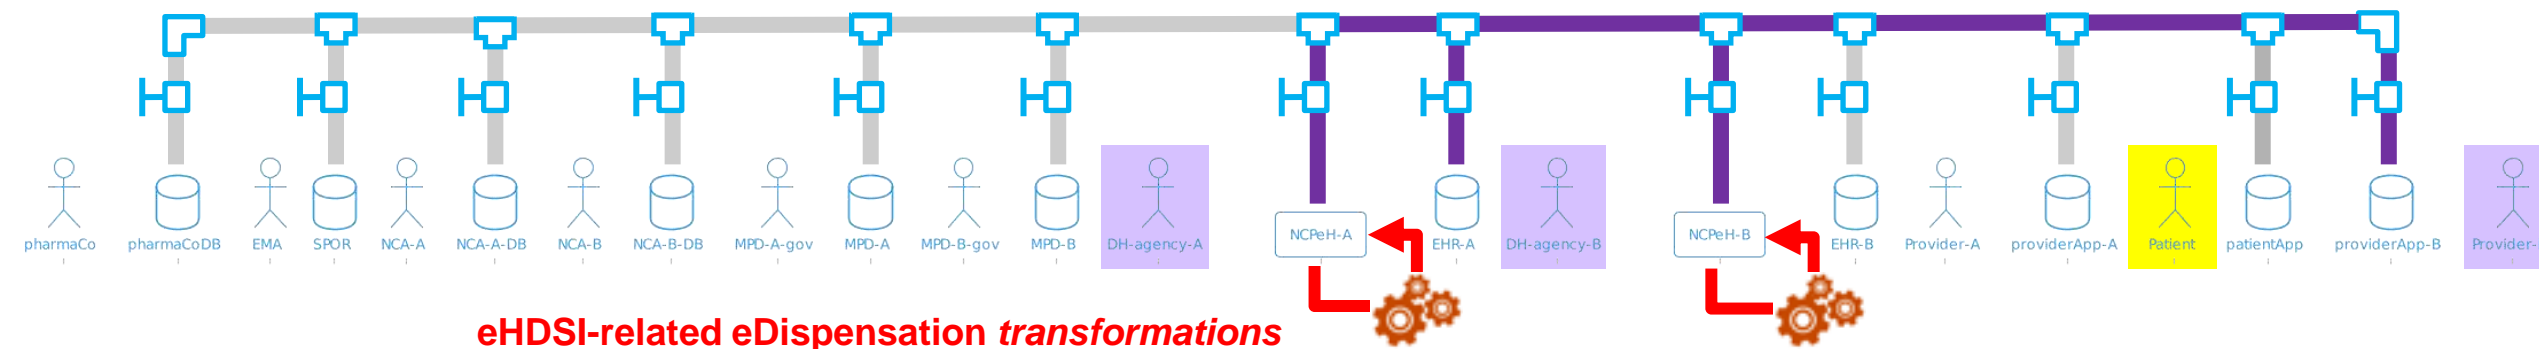 pharmaCo pharmaCoDB EMA SPOR NCA-A NCA-A-DB NCA-B NCA-B-DB MPD-A-gov MPD-A MPD-B-gov MPD-B DH-agency-A NCPeH-A EHR-A DH-agency-B NCPeH-B EHR-B Provider-A providerApp-A Patient patientApp providerApp-B Provider-
eHDSI-related eDispensation transformations